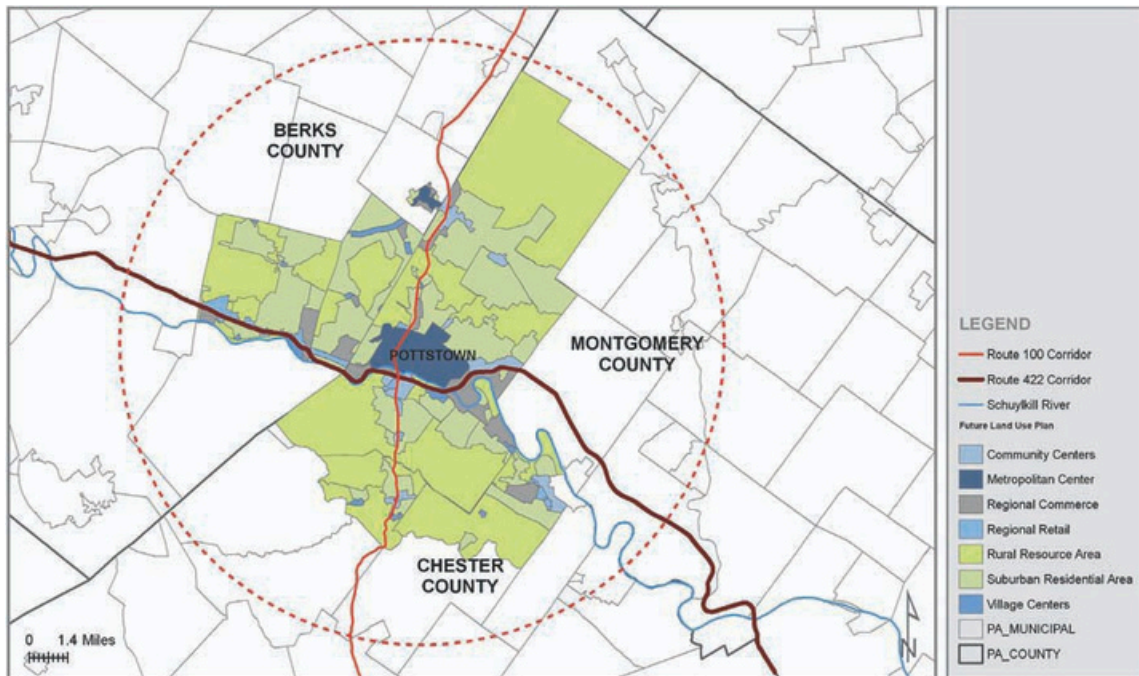 BERKS
COUNTY
MONTGOMERY
COUNTY
POTTSTOWN
CHESTER
COUNTY
0 1.4 Miles
N
LEGEND
Route 100 Corridor
Route 422 Corridor
Schuylkill River
Future Land Use Plan
Community Centers
Metropolitan Center
Regional Commerce
Regional Retail
Rural Resource Area
Suburban Residential Area
Village Centers
PA_MUNICIPAL
PA_COUNTY